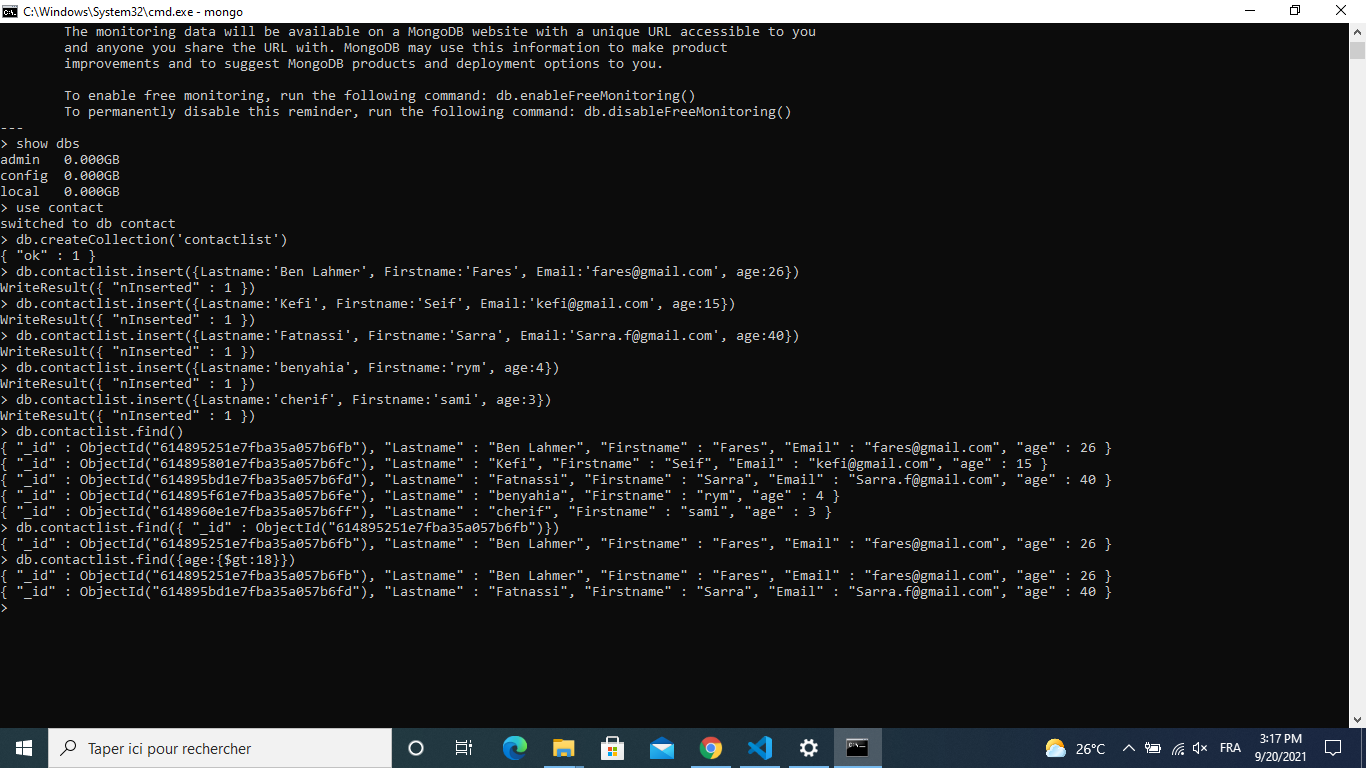 C:\Windows\System32\cmd.exe - mongo
The monitoring data will be available on a MongoDB website with a unique URL accessible to you
and anyone you share the URL with. MongoDB may use this information to make product
improvements and to suggest MongoDB products and deployment options to you.
To enable free monitoring, run the following command: db.enableFreeMonitoring()
To permanently disable this reminder, run the following command: db.disableFreeMonitoring()
---
> show dbs
admin   0.000GB
config  0.000GB
local   0.000GB
> use contact
switched to db contact
> db.createCollection('contactlist')
{ "ok" : 1 }
> db.contactlist.insert({Lastname:'Ben Lahmer', Firstname:'Fares', Email:'fares@gmail.com', age:26})
WriteResult({ "nInserted" : 1 })
> db.contactlist.insert({Lastname:'Kefi', Firstname:'Seif', Email:'kefi@gmail.com', age:15})
WriteResult({ "nInserted" : 1 })
> db.contactlist.insert({Lastname:'Fatnassi', Firstname:'Sarra', Email:'Sarra.f@gmail.com', age:40})
WriteResult({ "nInserted" : 1 })
> db.contactlist.insert({Lastname:'benyahia', Firstname:'rym', age:4})
WriteResult({ "nInserted" : 1 })
> db.contactlist.insert({Lastname:'cherif', Firstname:'sami', age:3})
WriteResult({ "nInserted" : 1 })
> db.contactlist.find()
{ "_id" : ObjectId("614895251e7fba35a057b6fb"), "Lastname" : "Ben Lahmer", "Firstname" : "Fares", "Email" : "fares@gmail.com", "age" : 26 }
{ "_id" : ObjectId("614895801e7fba35a057b6fc"), "Lastname" : "Kefi", "Firstname" : "Seif", "Email" : "kefi@gmail.com", "age" : 15 }
{ "_id" : ObjectId("614895bd1e7fba35a057b6fd"), "Lastname" : "Fatnassi", "Firstname" : "Sarra", "Email" : "Sarra.f@gmail.com", "age" : 40 }
{ "_id" : ObjectId("614895f61e7fba35a057b6fe"), "Lastname" : "benyahia", "Firstname" : "rym", "age" : 4 }
{ "_id" : ObjectId("6148960e1e7fba35a057b6ff"), "Lastname" : "cherif", "Firstname" : "sami", "age" : 3 }
> db.contactlist.find({ "_id" : ObjectId("614895251e7fba35a057b6fb")})
{ "_id" : ObjectId("614895251e7fba35a057b6fb"), "Lastname" : "Ben Lahmer", "Firstname" : "Fares", "Email" : "fares@gmail.com", "age" : 26 }
> db.contactlist.find({age:{$gt:18}})
{ "_id" : ObjectId("614895251e7fba35a057b6fb"), "Lastname" : "Ben Lahmer", "Firstname" : "Fares", "Email" : "fares@gmail.com", "age" : 26 }
{ "_id" : ObjectId("614895bd1e7fba35a057b6fd"), "Lastname" : "Fatnassi", "Firstname" : "Sarra", "Email" : "Sarra.f@gmail.com", "age" : 40 }
>
Taper ici pour rechercher
26°C
FRA
3:17 PM
9/20/2021